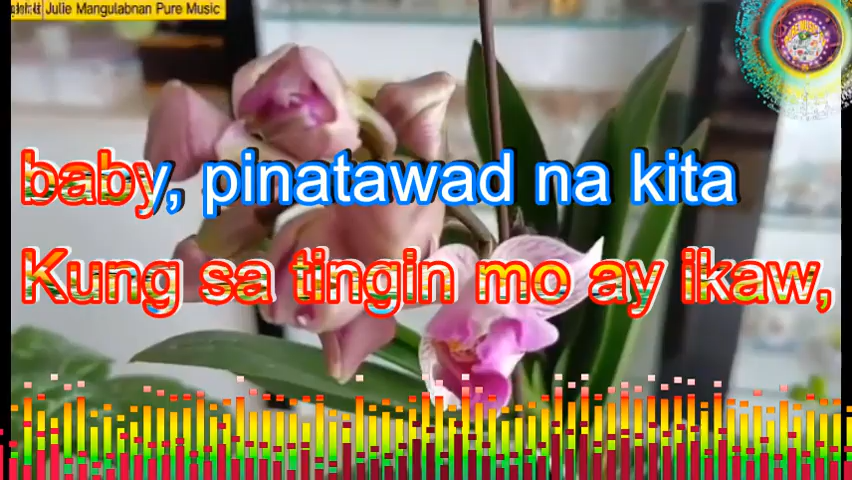 Julie Mangulabnan Pure Music
baby, pinatawad na kita
Kung sa tingin mo ay ikaw,